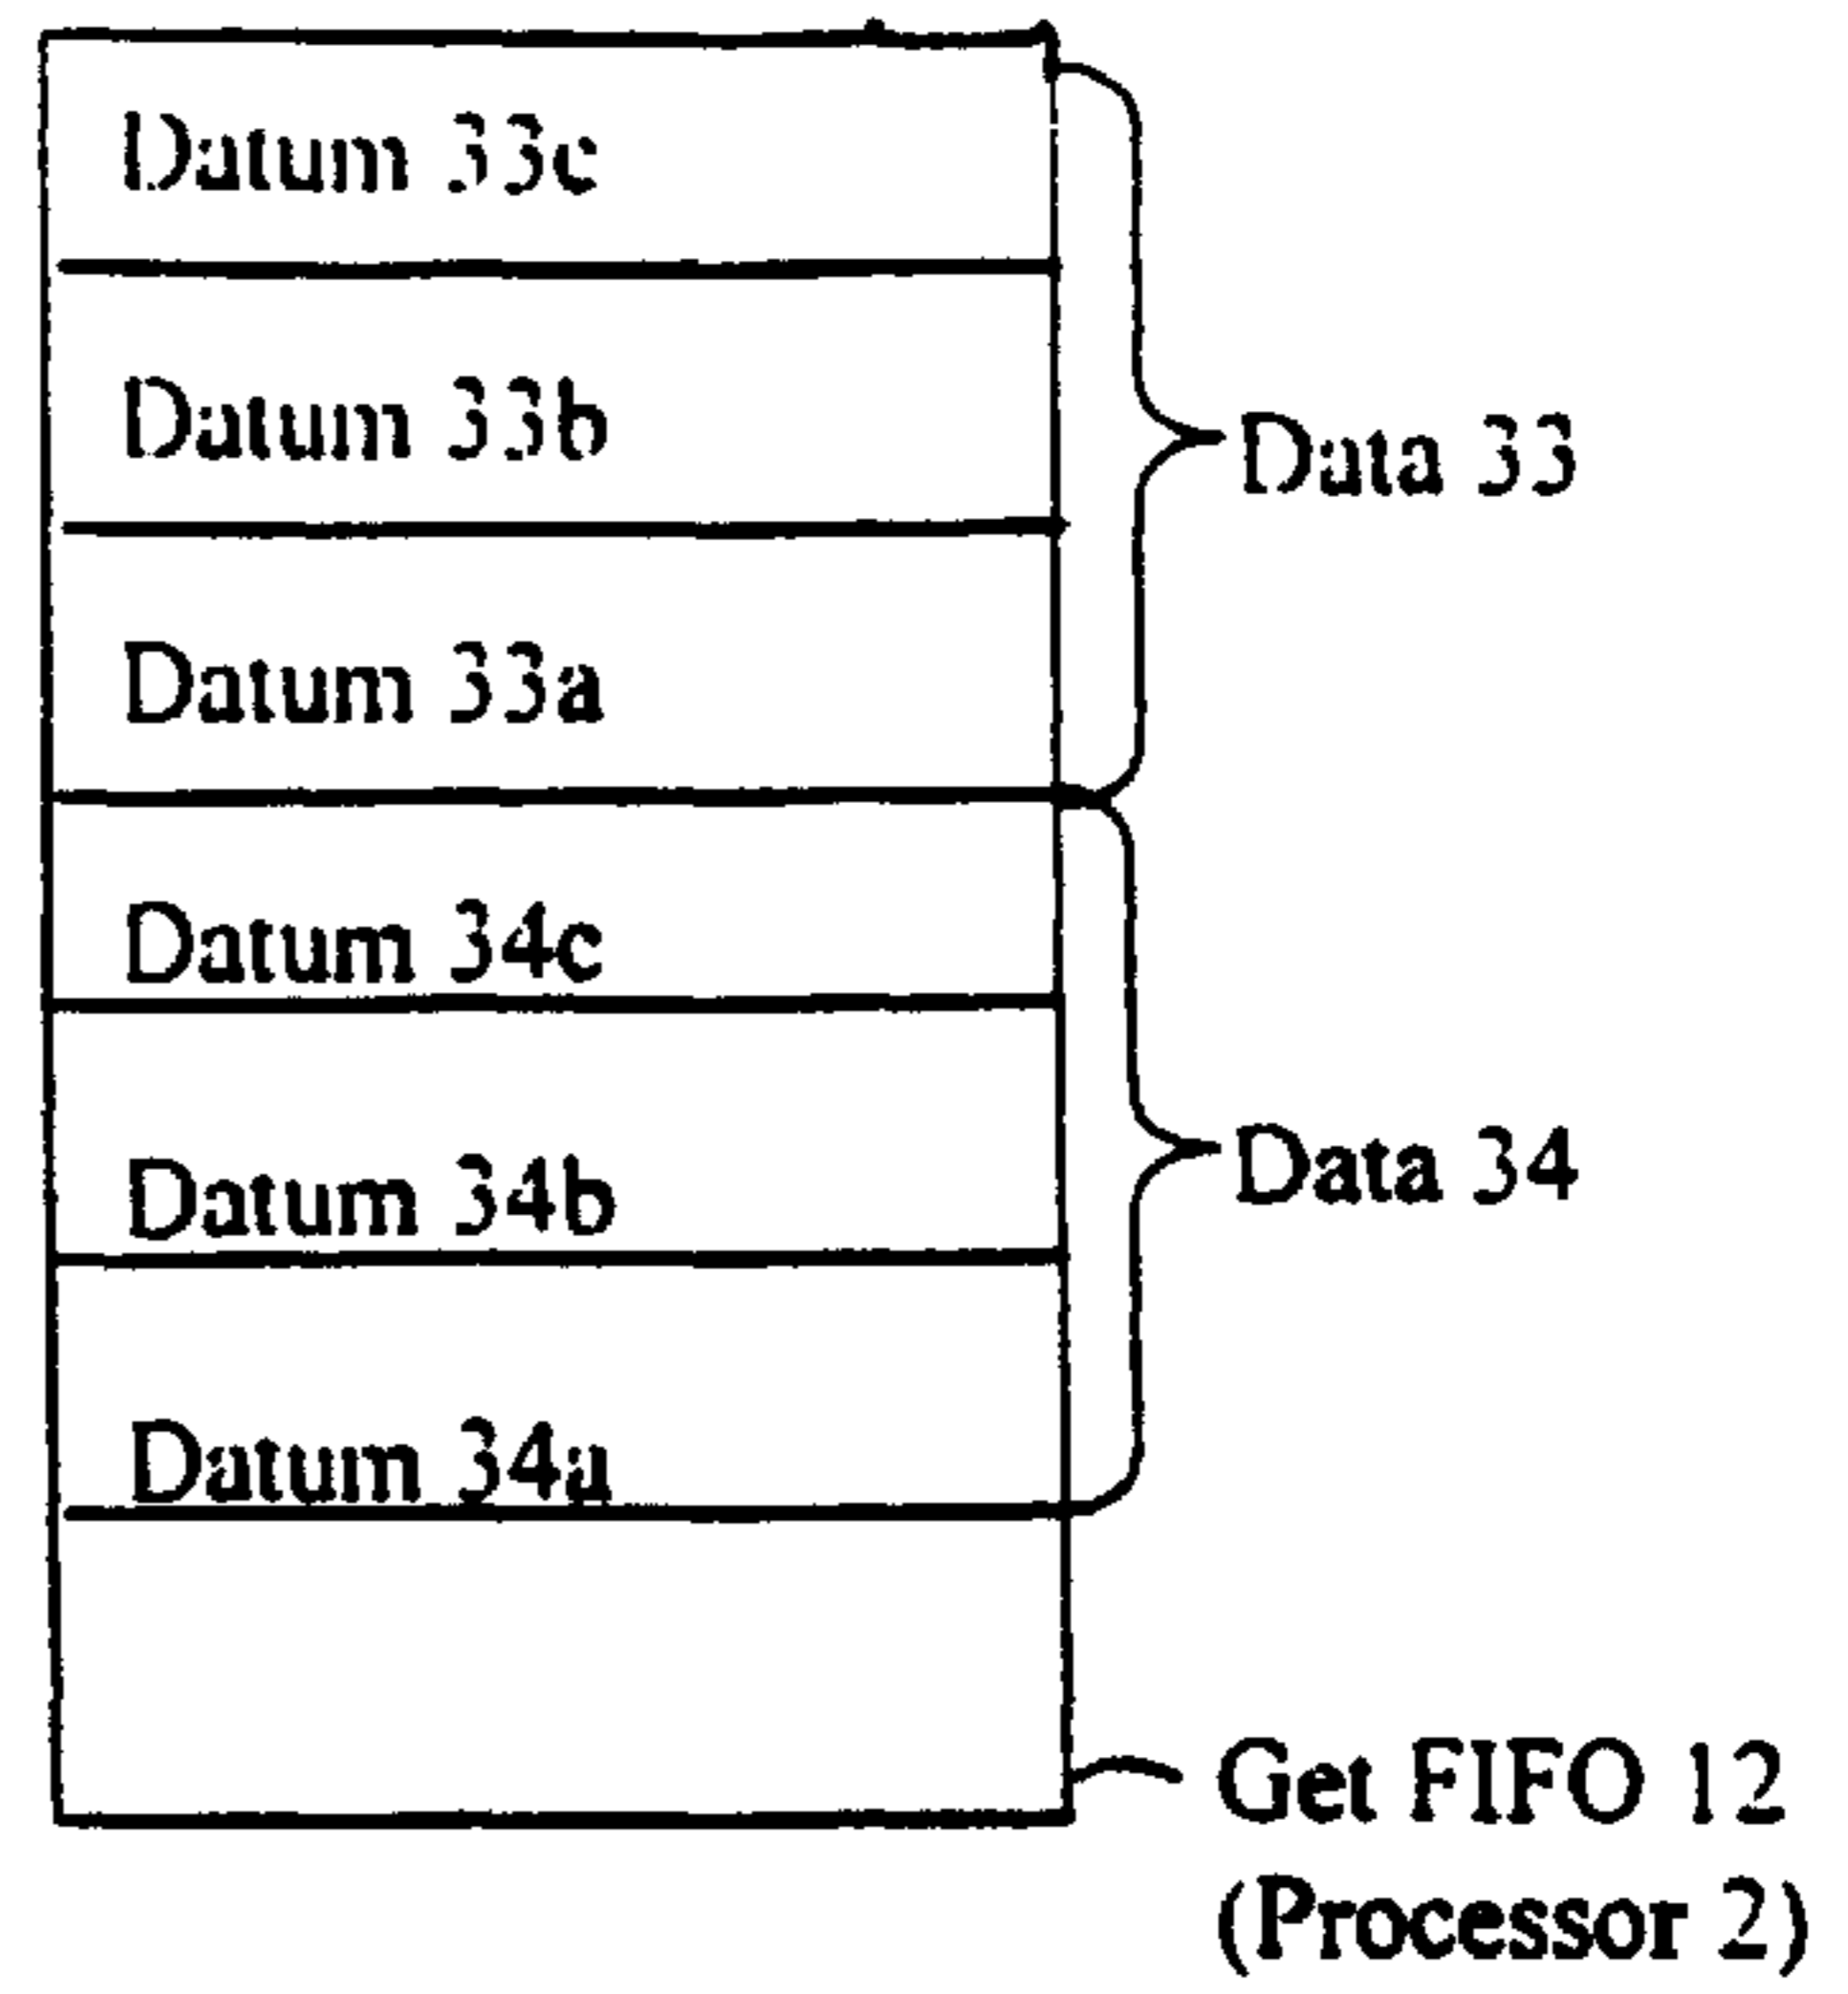 Datum 33c
Datum 33b
Data 33
Datum 33a
Datum 34c
Datum 34b
Data 34
Datum 34a
Get FIFO 12
(Processor 2)